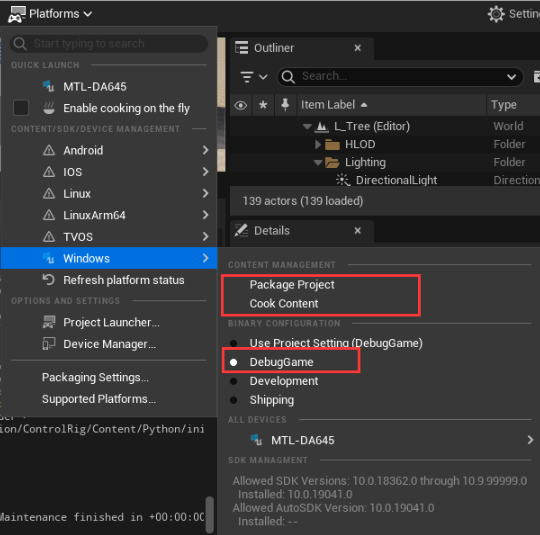 Platforms
Settin
Start typing to search
QUICK LAUNCH
MTL-DA645
Enable cooking on the fly
CONTENT/SDK/DEVICE MANAGEMENT
Android
IOS
Linux
LinuxArm64
TVOS
Windows
Refresh platform status
OPTIONS AND SETTINGS
Project Launcher...
Device Manager...
Packaging Settings...
Supported Platforms...
ion/ControlRig/Content/Python/ini
Maintenance finished in +00:00:00
Outliner
Search...
Item Label
Type
L_Tree (Editor)
World
HLOD
Folder
Lighting
Folder
DirectionalLight
Direction
139 actors (139 loaded)
Details
CONTENT MANAGEMENT
Package Project
Cook Content
BINARY CONFIGURATION
Use Project Setting (DebugGame)
DebugGame
Development
Shipping
ALL DEVICES
MTL-DA645
SDK MANAGMENT
Allowed SDK Versions: 10.0.18362.0 through 10.9.99999.0
Installed: 10.0.19041.0
Allowed AutoSDK Version: 10.0.19041.0
Installed: --